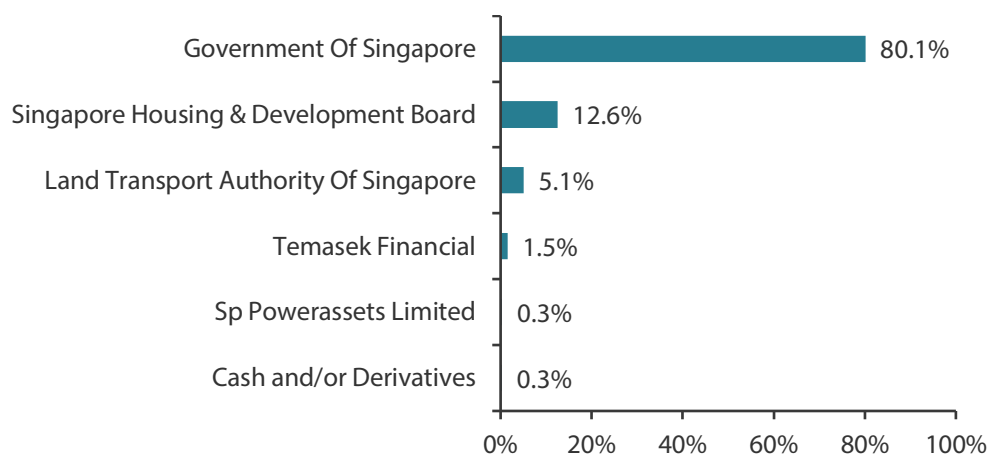 Government Of Singapore 80.1%
Singapore Housing & Development Board 12.6%
Land Transport Authority Of Singapore 5.1%
Temasek Financial 1.5%
Sp Powerassets Limited 0.3%
Cash and/or Derivatives 0.3%
0% 20% 40% 60% 80% 100%